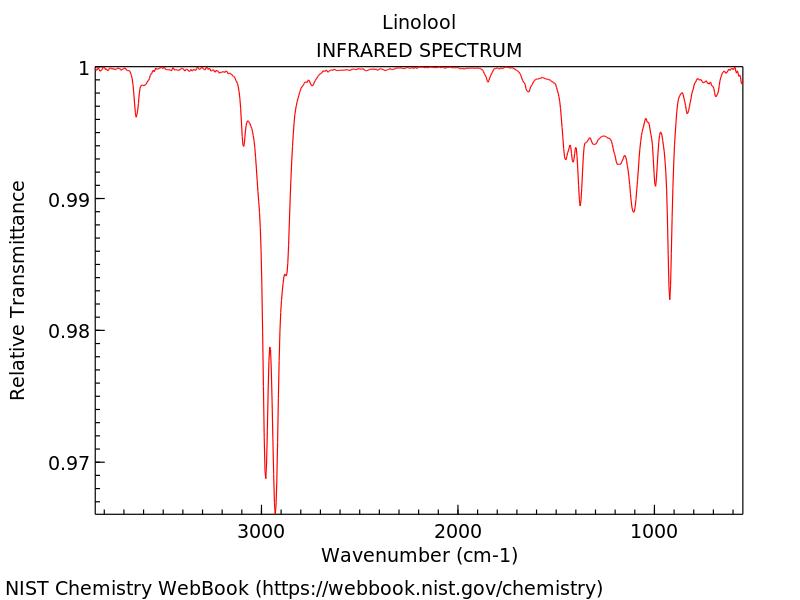 Linolool
INFRARED SPECTRUM
1
0.99
0.98
0.97
Relative Transmittance
3000
2000
1000
Wavenumber (cm-1)
NIST Chemistry WebBook (https://webbook.nist.gov/chemistry)